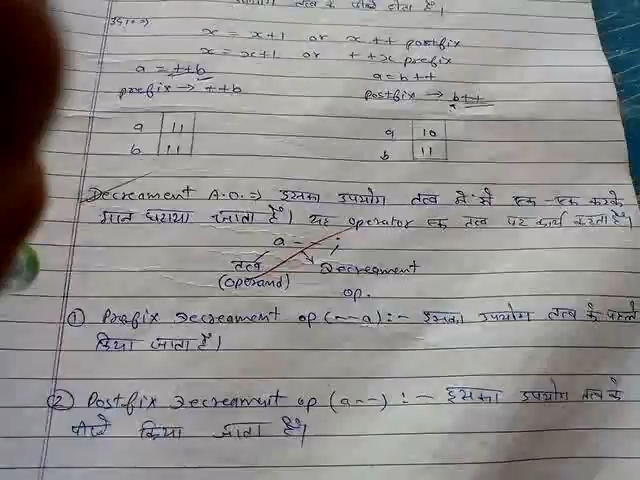 तत्व के पीछे होता है।
x = x+1 or x++ postfix
x = x+1 or ++x prefix
a = ++b
a = b++
prefix → ++b
postfix → b++
a 11
b 11
a 10
b 11
Decreament A.O. ⇒ इसका उपयोग तत्व में से एक-एक करके
मान घटाया जाता है। यह operator एक तत्व पर कार्य करता है।
a - ;
तत्व Decreament
(operand) op.
① Prefix Decreament op (--a) :- इसका उपयोग तत्व के पहले
किया जाता है।
② Postfix Decreament op (a--) :- इसका उपयोग तत्व के
पीछे किया जाता है।